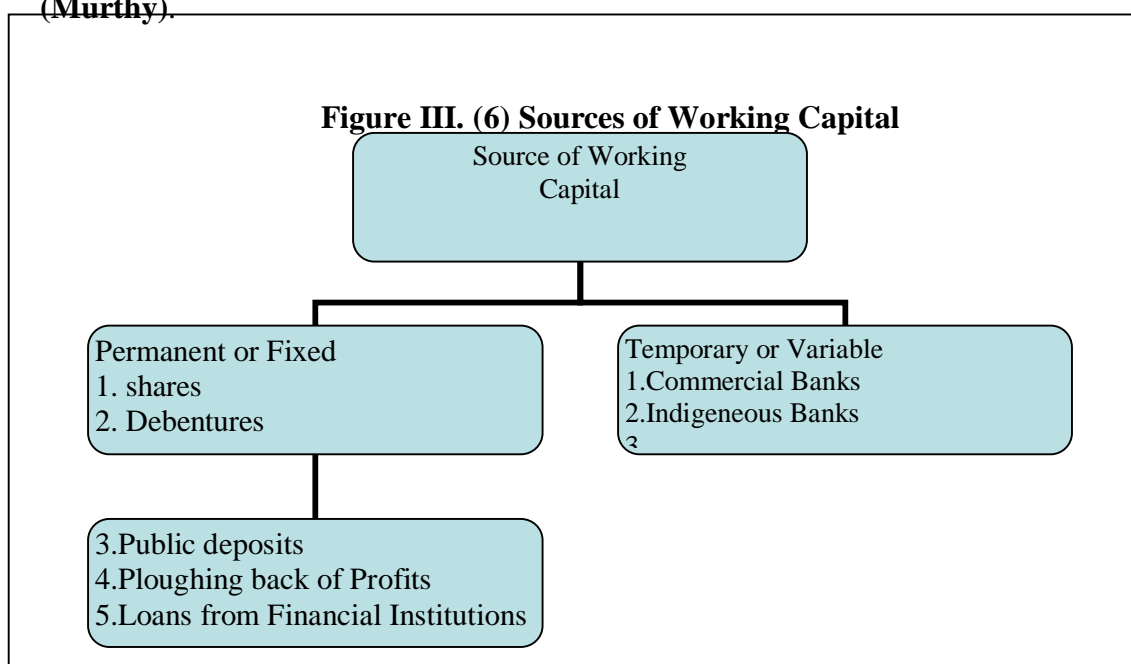 (Murthy).
Figure III. (6) Sources of Working Capital
Source of Working
Capital
Permanent or Fixed
1. shares
2. Debentures
Temporary or Variable
1.Commercial Banks
2.Indigeneous Banks
3
3.Public deposits
4.Ploughing back of Profits
5.Loans from Financial Institutions